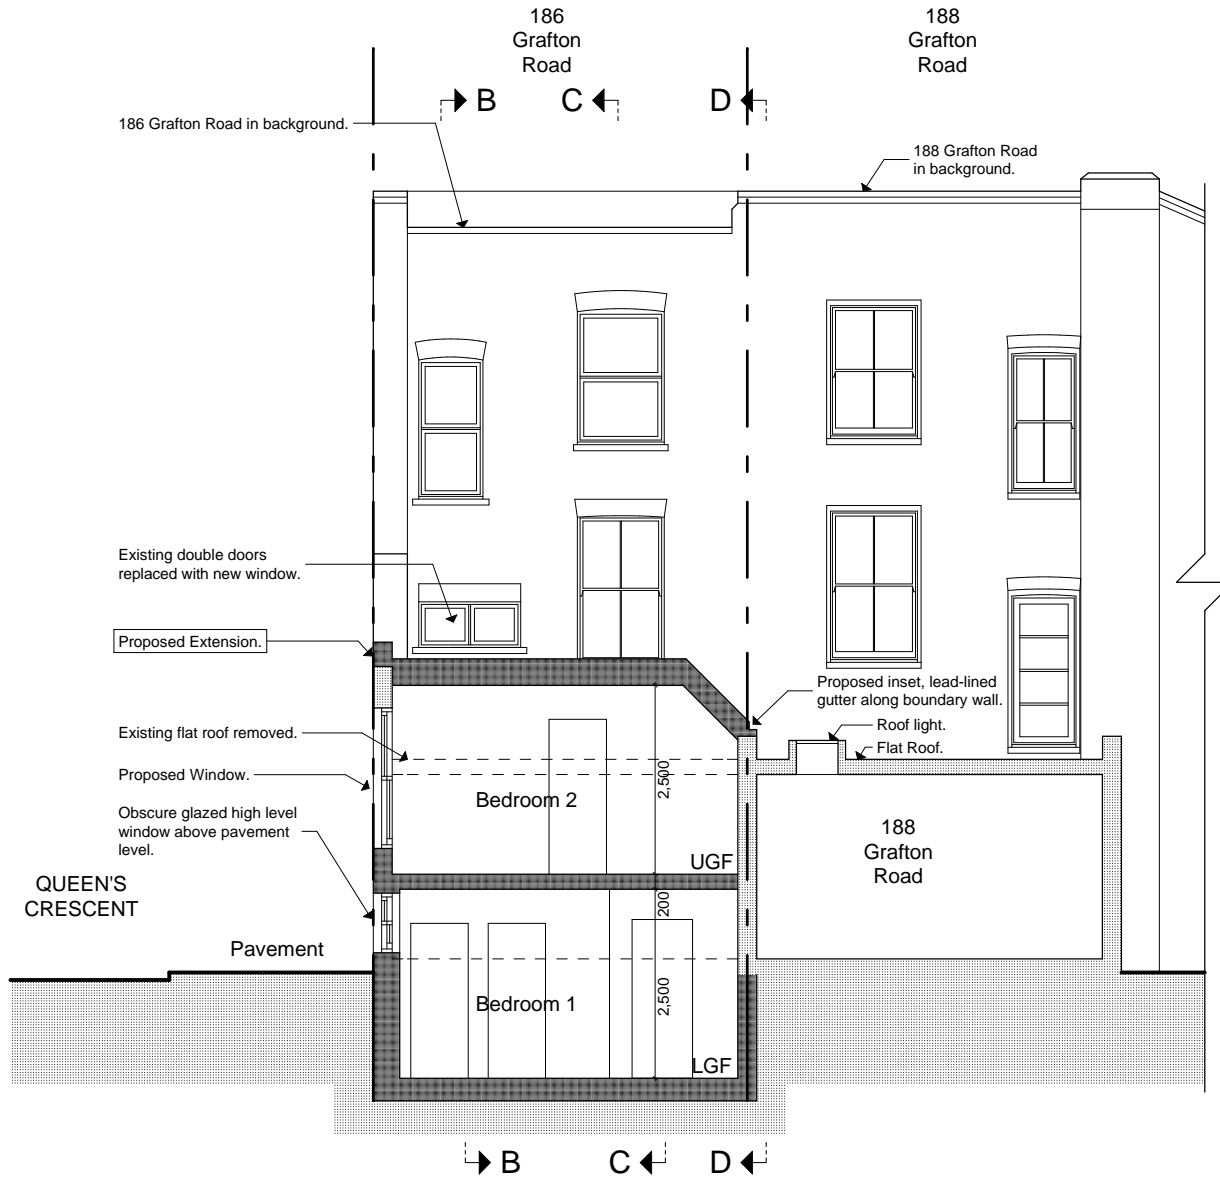 186
Grafton
Road
188
Grafton
Road
B
C
D
186 Grafton Road in background.
188 Grafton Road
in background.
Existing double doors
replaced with new window.
Proposed Extension.
Proposed inset, lead-lined
gutter along boundary wall.
Roof light.
Flat Roof.
Existing flat roof removed.
Proposed Window.
Obscure glazed high level
window above pavement
level.
Bedroom 2
2,500
UGF
188
Grafton
Road
QUEEN'S
CRESCENT
200
Pavement
Bedroom 1
2,500
LGF
B
C
D